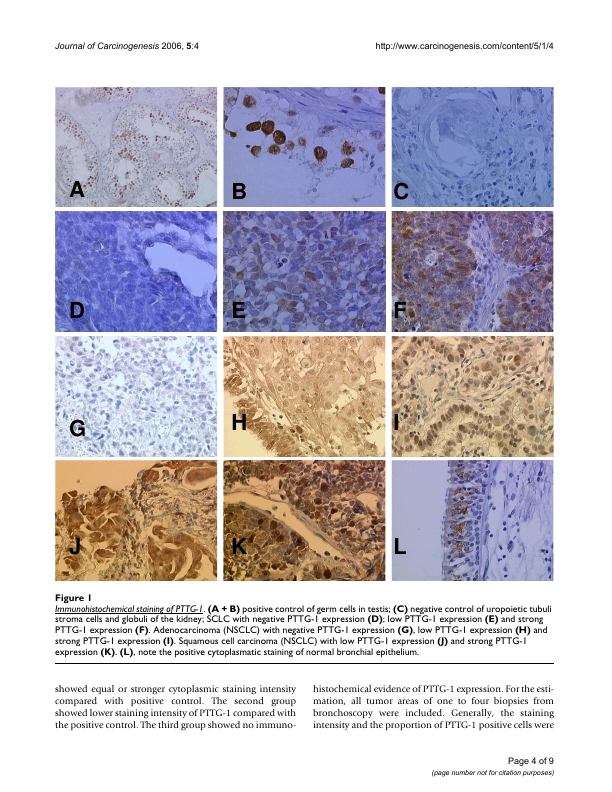 Journal of Carcinogenesis 2006, 5:4
http://www.carcinogenesis.com/content/5/1/4
A
B
C
D
E
F
G
H
I
J
K
L
Figure 1
Immunohistochemical staining of PTTG-1. (A + B) positive control of germ cells in testis; (C) negative control of uropoietic tubuli
stroma cells and globuli of the kidney; SCLC with negative PTTG-1 expression (D); low PTTG-1 expression (E) and strong
PTTG-1 expression (F). Adenocarcinoma (NSCLC) with negative PTTG-1 expression (G), low PTTG-1 expression (H) and
strong PTTG-1 expression (I). Squamous cell carcinoma (NSCLC) with low PTTG-1 expression (J) and strong PTTG-1
expression (K). (L), note the positive cytoplasmatic staining of normal bronchial epithelium.
showed equal or stronger cytoplasmic staining intensity
compared with positive control. The second group
showed lower staining intensity of PTTG-1 compared with
the positive control. The third group showed no immuno-
histochemical evidence of PTTG-1 expression. For the esti-
mation, all tumor areas of one to four biopsies from
bronchoscopy were included. Generally, the staining
intensity and the proportion of PTTG-1 positive cells were
Page 4 of 9
(page number not for citation purposes)